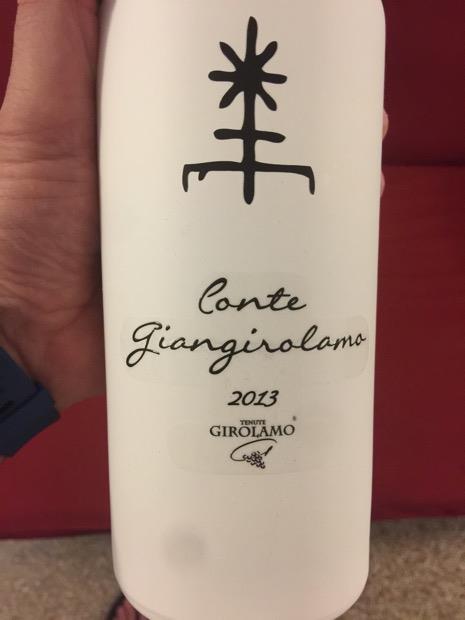 Conte
Giangirolamo
2013
TENUTE
GIROLAMO®